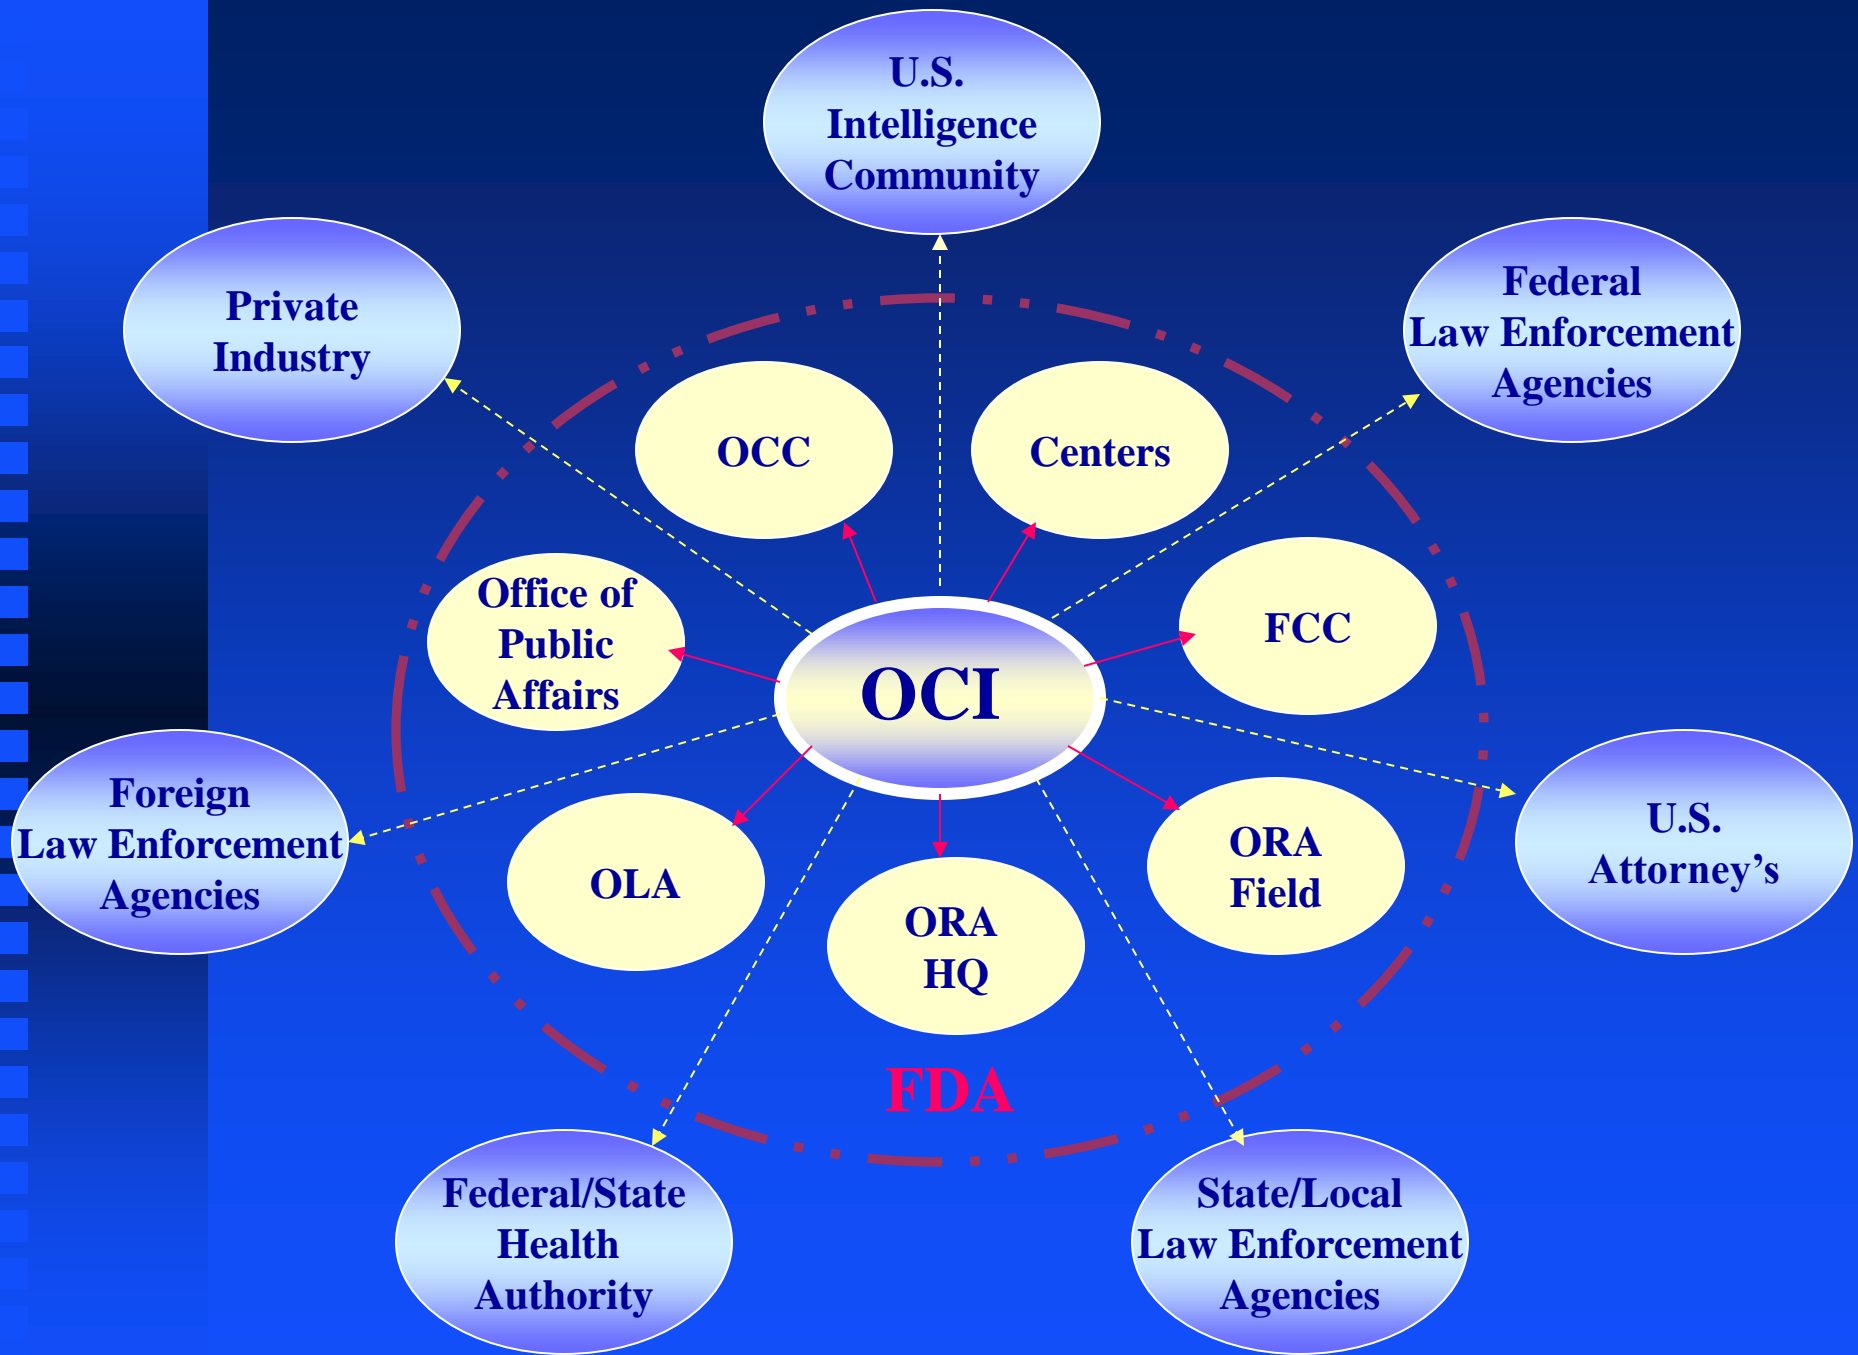 U.S.
Intelligence
Community
Private
Industry
Federal
Law Enforcement
Agencies
OCC
Centers
Office of
Public
Affairs
FCC
OCI
Foreign
Law Enforcement
Agencies
U.S.
Attorney’s
OLA
ORA
HQ
ORA
Field
FDA
Federal/State
Health
Authority
State/Local
Law Enforcement
Agencies